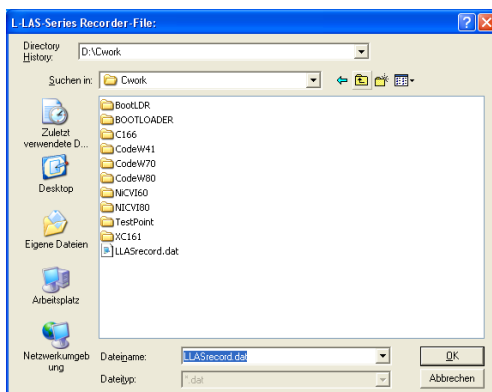 L-LAS-Series Recorder-File:
Directory History: D:\Cwork
Suchen in: Cwork
Zuletzt verwendete D...
Desktop
Eigene Dateien
Arbeitsplatz
Netzwerkumgeb ung
BootLDR
BOOTLOADER
C166
CodeW41
CodeW70
CodeW80
NiCVI60
NICVI80
TestPoint
XC161
LLASrecord.dat
Dateiname: LLASrecord.dat
OK
Dateityp: *.dat
Abbrechen